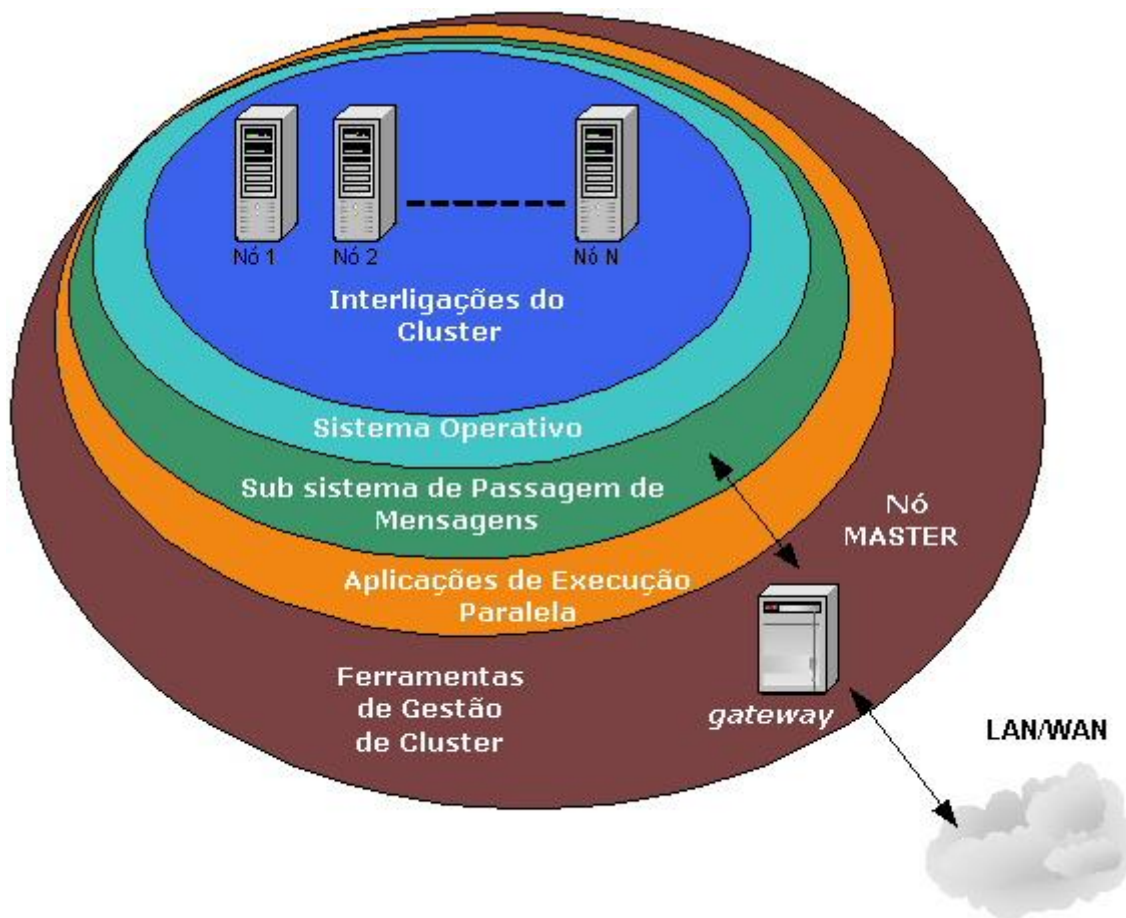 Nó 1
Nó 2
Nó N
Interligações do
Cluster
Sistema Operativo
Sub sistema de Passagem de
Mensagens
Nó
MASTER
Aplicações de Execução
Paralela
Ferramentas
de Gestão
de Cluster
gateway
LAN/WAN